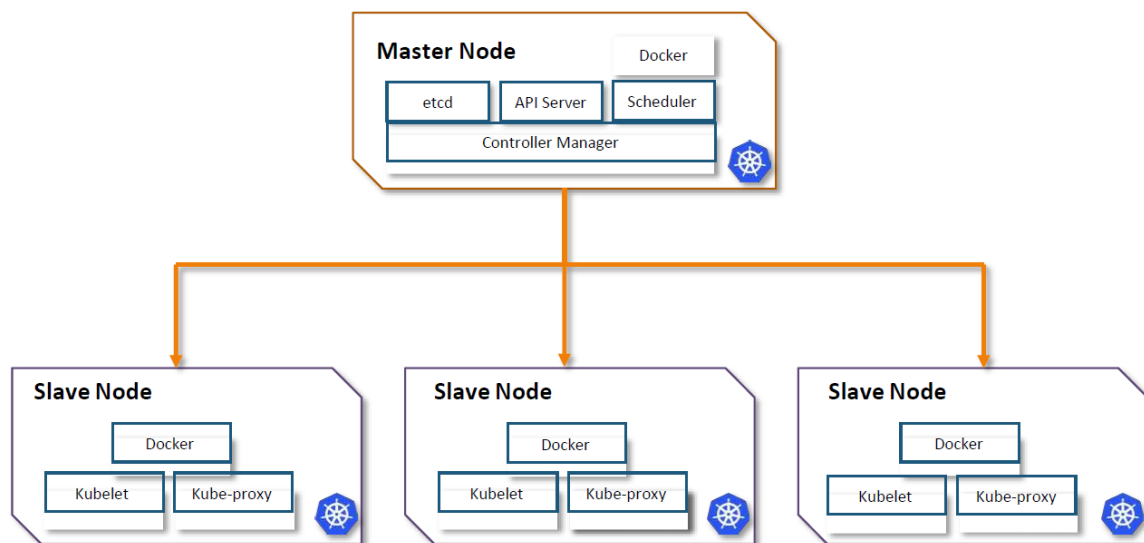 Master Node
Docker
etcd
API Server
Scheduler
Controller Manager
Slave Node
Docker
Kubelet
Kube-proxy
Slave Node
Docker
Kubelet
Kube-proxy
Slave Node
Docker
Kubelet
Kube-proxy